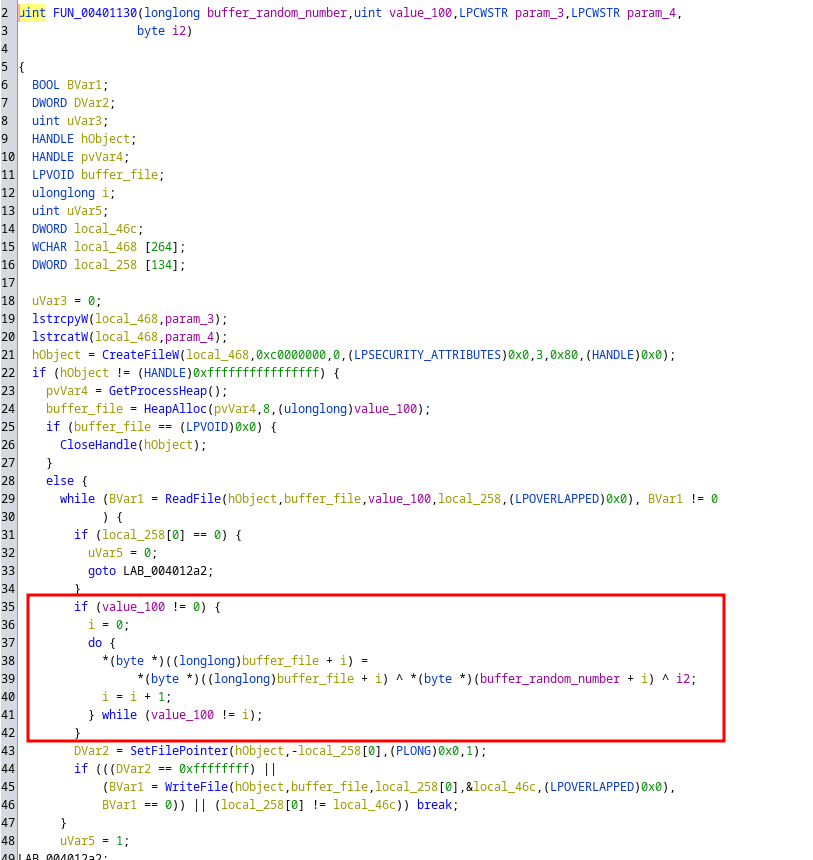 2 uint FUN_00401130(longlong buffer_random_number,uint value_100,LPCWSTR param_3,LPCWSTR param_4,
3 byte i2)
4
5 {
6 BOOL BVar1;
7 DWORD DVar2;
8 uint uVar3;
9 HANDLE hObject;
10 HANDLE pvVar4;
11 LPVOID buffer_file;
12 ulonglong i;
13 uint uVar5;
14 DWORD local_46c;
15 WCHAR local_468 [264];
16 DWORD local_258 [134];
17
18 uVar3 = 0;
19 lstrcpyW(local_468,param_3);
20 lstrcatW(local_468,param_4);
21 hObject = CreateFileW(local_468,0xc0000000,0,(LPSECURITY_ATTRIBUTES)0x0,3,0x80,(HANDLE)0x0);
22 if (hObject != (HANDLE)0xffffffffffffffff) {
23 pvVar4 = GetProcessHeap();
24 buffer_file = HeapAlloc(pvVar4,8,(ulonglong)value_100);
25 if (buffer_file == (LPVOID)0x0) {
26 CloseHandle(hObject);
27 }
28 else {
29 while (BVar1 = ReadFile(hObject,buffer_file,value_100,local_258,(LPOVERLAPPED)0x0), BVar1 != 0
30 ) {
31 if (local_258[0] == 0) {
32 uVar5 = 0;
33 goto LAB_004012a2;
34 }
35 if (value_100 != 0) {
36 i = 0;
37 do {
38 *(byte *)((longlong)buffer_file + i) =
39 *(byte *)((longlong)buffer_file + i) ^ *(byte *)(buffer_random_number + i) ^ i2;
40 i = i + 1;
41 } while (value_100 != i);
42 }
43 DVar2 = SetFilePointer(hObject,-local_258[0],(PLONG)0x0,1);
44 if (((DVar2 == 0xffffffff) ||
45 (BVar1 = WriteFile(hObject,buffer_file,local_258[0],&local_46c,(LPOVERLAPPED)0x0),
46 BVar1 == 0)) || (local_258[0] != local_46c)) break;
47 }
48 uVar5 = 1;
49 LAB_004012a2: